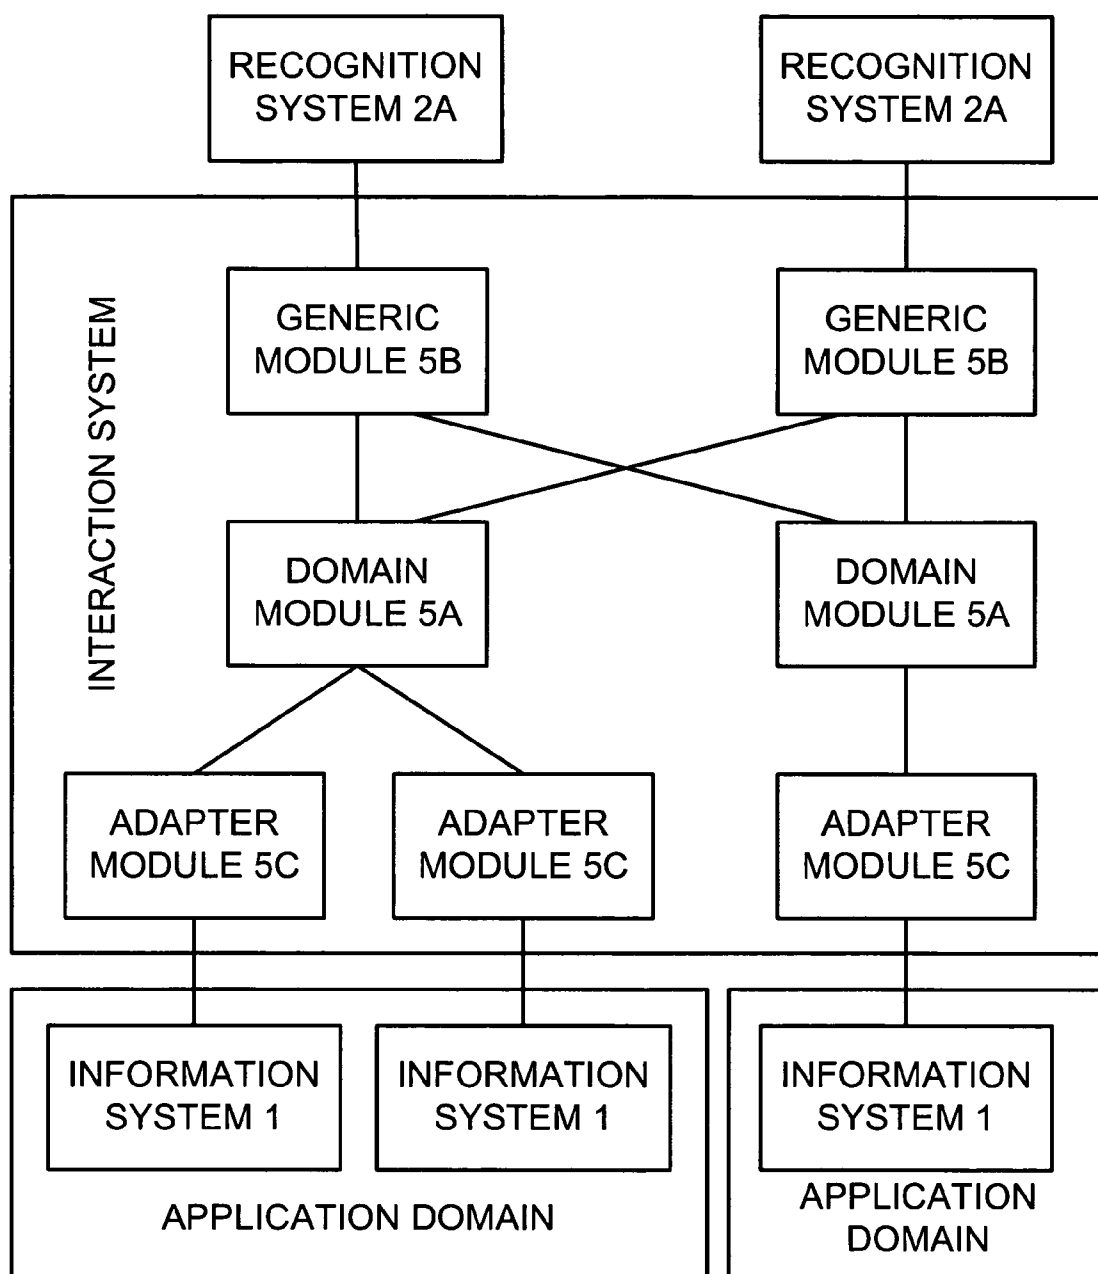 RECOGNITION
SYSTEM 2A
RECOGNITION
SYSTEM 2A
INTERACTION SYSTEM
GENERIC
MODULE 5B
GENERIC
MODULE 5B
DOMAIN
MODULE 5A
DOMAIN
MODULE 5A
ADAPTER
MODULE 5C
ADAPTER
MODULE 5C
ADAPTER
MODULE 5C
INFORMATION
SYSTEM 1
INFORMATION
SYSTEM 1
INFORMATION
SYSTEM 1
APPLICATION DOMAIN
APPLICATION
DOMAIN